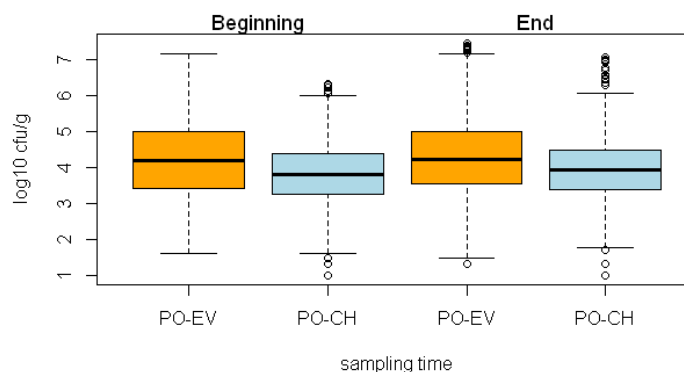 Beginning End
log10 cfu/g
7
6
5
4
3
2
1
PO-EV PO-CH PO-EV PO-CH
sampling time